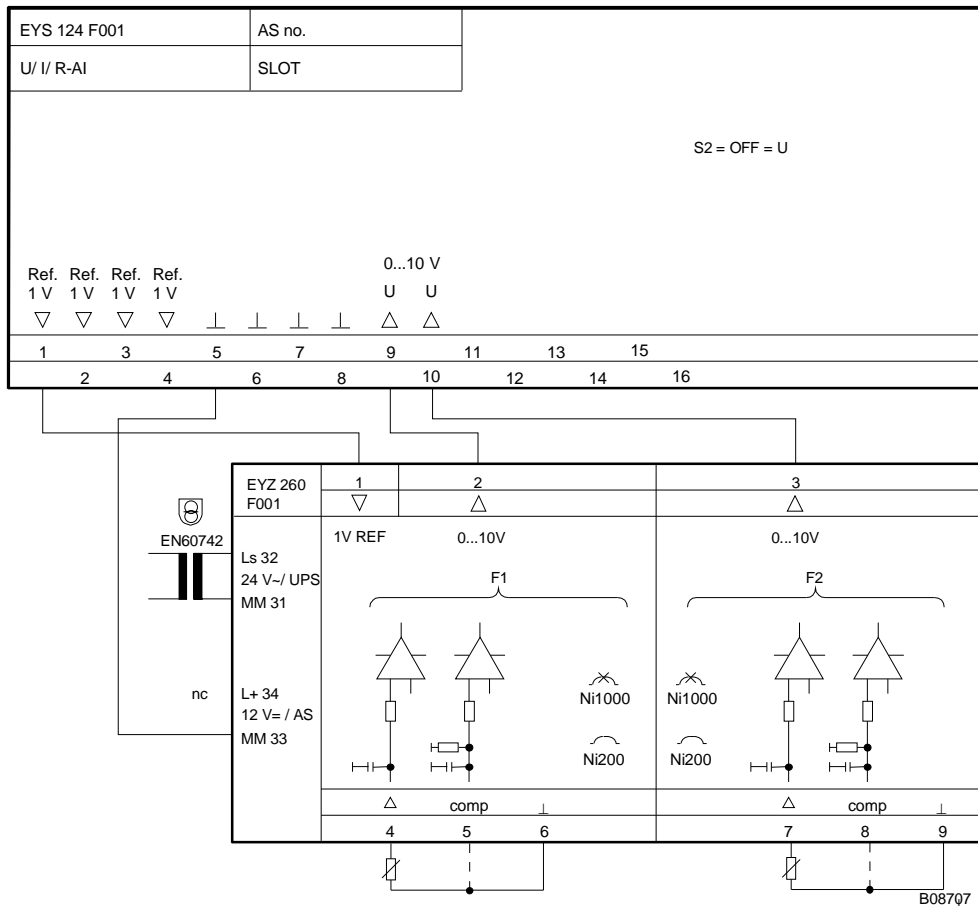 EYS 124 F001 AS no.
U/ I/ R-AI SLOT
S2 = OFF = U
0...10 V
Ref. Ref. Ref. Ref.
1 V 1 V 1 V 1 V U U
1 3 5 7 9 11 13 15
2 4 6 8 10 12 14 16
EYZ 260 1 2 3
F001
EN60742 1V REF 0...10V 0...10V
Ls 32
24 V~/ UPS F1 F2
MM 31
nc L+ 34 Ni1000 Ni1000
12 V= / AS
MM 33
Ni200 Ni200
comp comp
4 5 6 7 8 9
B08707